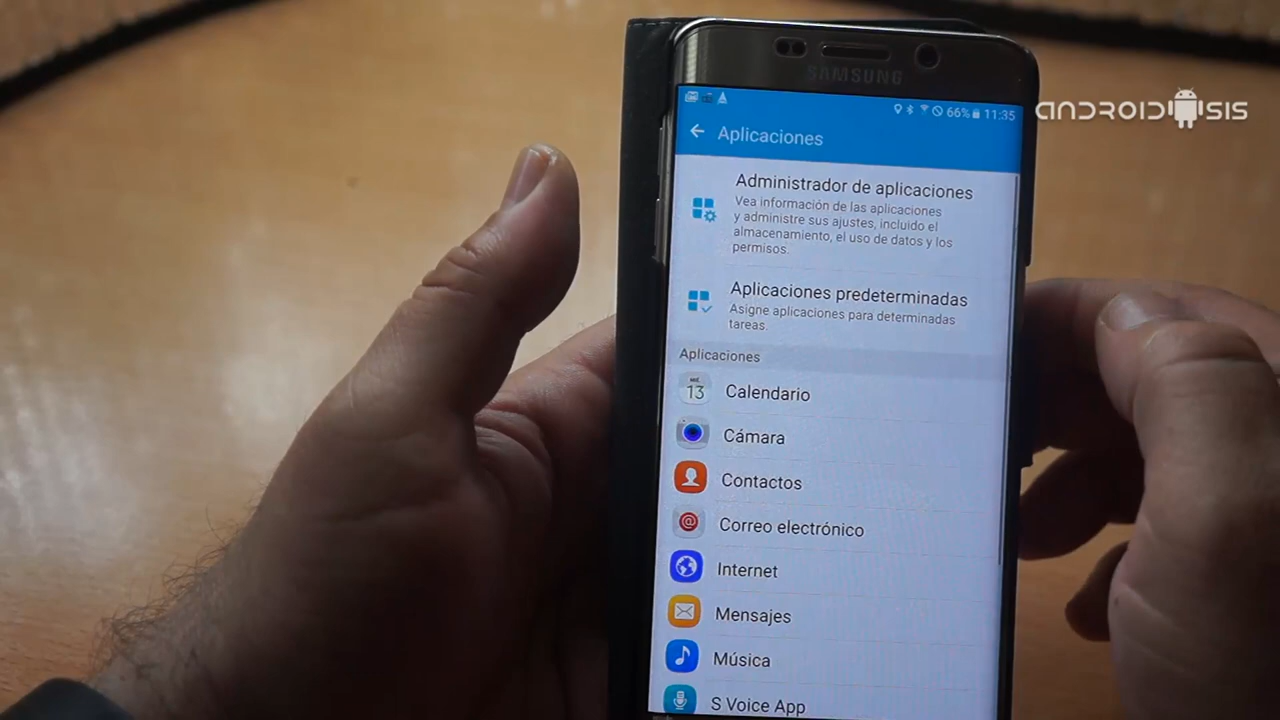 SAMSUNG
ANDROIDSIS
66% 11:35
Aplicaciones
Administrador de aplicaciones
Vea información de las aplicaciones
y administre sus ajustes, incluido el
almacenamiento, el uso de datos y los
permisos.
Aplicaciones predeterminadas
Asigne aplicaciones para determinadas
tareas.
Aplicaciones
13
Calendario
Cámara
Contactos
@
Correo electrónico
Internet
Mensajes
Música
S Voice App